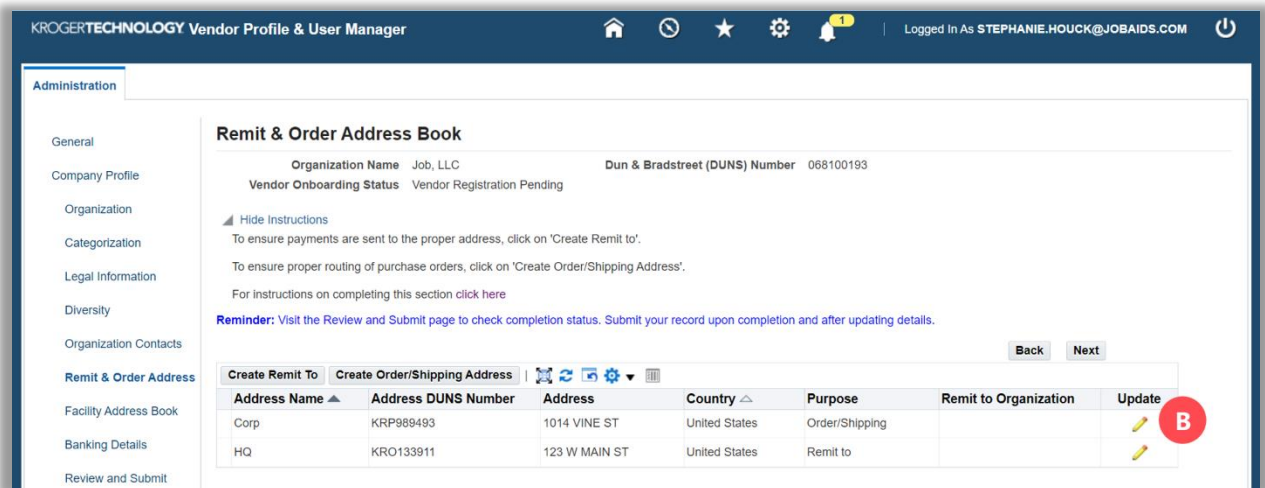 KROGERTECHNOLOGY Vendor Profile & User Manager 1 Logged In As STEPHANIE.HOUCK@JOBAIDS.COM
Administration
General
Company Profile
Organization
Categorization
Legal Information
Diversity
Organization Contacts
Remit & Order Address
Facility Address Book
Banking Details
Review and Submit
Remit & Order Address Book
Organization Name Job, LLC Dun & Bradstreet (DUNS) Number 068100193
Vendor Onboarding Status Vendor Registration Pending
Hide Instructions
To ensure payments are sent to the proper address, click on 'Create Remit to'.
To ensure proper routing of purchase orders, click on 'Create Order/Shipping Address'.
For instructions on completing this section click here
Reminder: Visit the Review and Submit page to check completion status. Submit your record upon completion and after updating details.
Back Next
Create Remit To Create Order/Shipping Address
Address Name Address DUNS Number Address Country Purpose Remit to Organization Update
Corp KRP989493 1014 VINE ST United States Order/Shipping B
HQ KRO133911 123 W MAIN ST United States Remit to